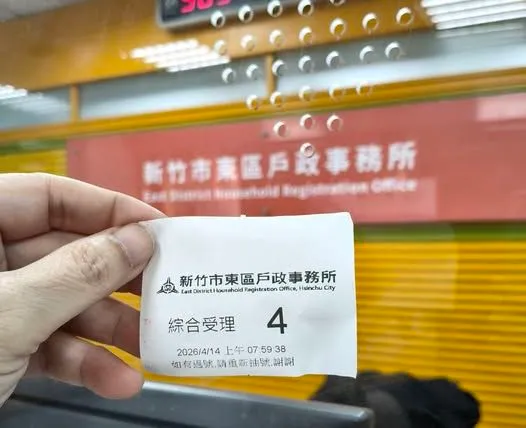 新竹市東區戶政事務所
East District Household Registration Office
新竹市東區戶政事務所
East District Household Registration Office, Hsinchu City
綜合受理 4
2026/4/14 上午 07:59:38
如有過號,請重新抽號,謝謝